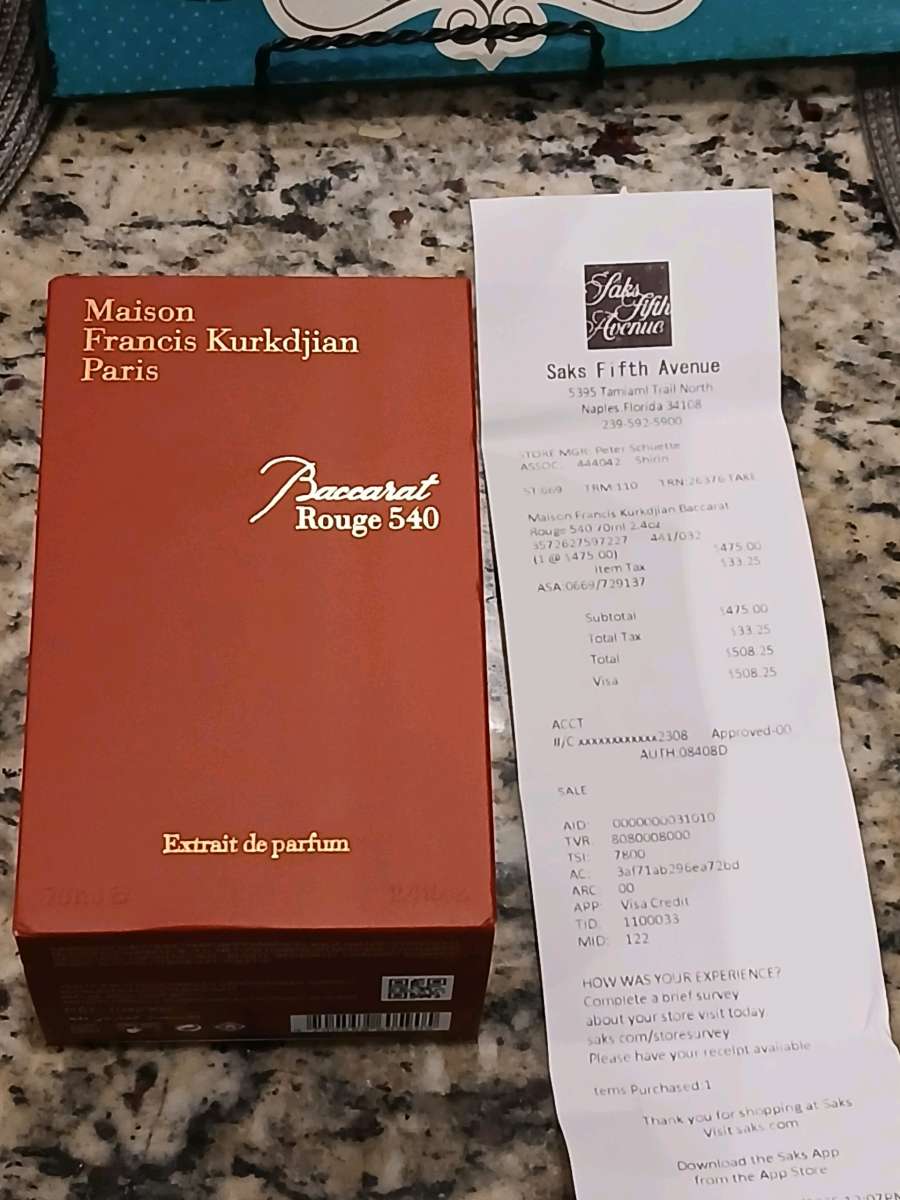 Maison
Francis Kurkdjian
Paris
Baccarat
Rouge 540
Extrait de parfum
Saks
Fifth
Avenue
Saks Fifth Avenue
5395 Tamiami Trail North
Naples,Florida 34108
239-592-5900
STORE MGR: Peter Schuette
ASSOC: 444042 Shirin
ST:669 TRM:110 TRN:26376 TAKE
Maison Francis Kurkdjian Baccarat
Rouge 540 70ml 2.4oz
3572627597227 441/032
(1 @ $475.00) $475.00
Item Tax $33.25
ASA:0669/729137
Subtotal $475.00
Total Tax $33.25
Total $508.25
Visa $508.25
ACCT
#/C xxxxxxxxxxxx2308 Approved-00
AUTH:08408D
SALE
AID: 0000000031010
TVR: 8080008000
TSI: 7800
AC: 3af71ab296ea72bd
ARC: 00
APP: Visa Credit
TID: 1100033
MID: 122
HOW WAS YOUR EXPERIENCE?
Complete a brief survey
about your store visit today
saks.com/storesurvey
Please have your receipt available
tems Purchased:1
Thank you for shopping at Saks
Visit saks.com
Download the Saks App
from the App Store